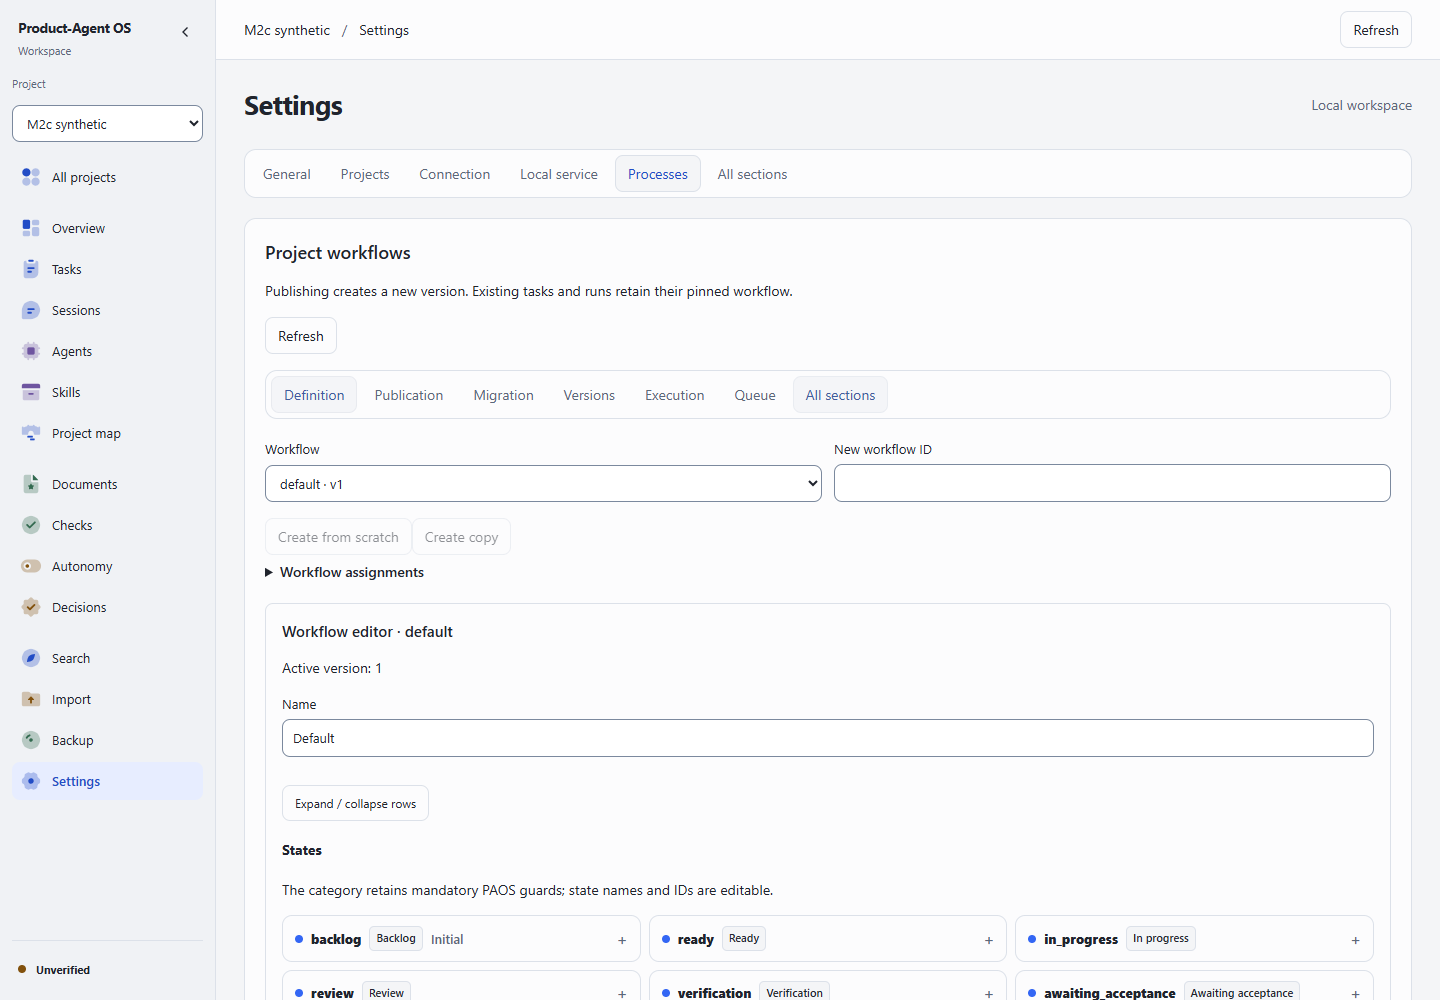 Product-Agent OS
Workspace
Project
M2c synthetic
All projects
Overview
Tasks
Sessions
Agents
Skills
Project map
Documents
Checks
Autonomy
Decisions
Search
Import
Backup
Settings
Unverified
M2c synthetic / Settings
Refresh
Settings
Local workspace
General Projects Connection Local service Processes All sections
Project workflows
Publishing creates a new version. Existing tasks and runs retain their pinned workflow.
Refresh
Definition Publication Migration Versions Execution Queue All sections
Workflow
New workflow ID
default · v1
Create from scratch Create copy
Workflow assignments
Workflow editor · default
Active version: 1
Name
Default
Expand / collapse rows
States
The category retains mandatory PAOS guards; state names and IDs are editable.
backlog Backlog Initial +
ready Ready +
in_progress In progress +
review Review +
verification Verification +
awaiting_acceptance Awaiting acceptance +